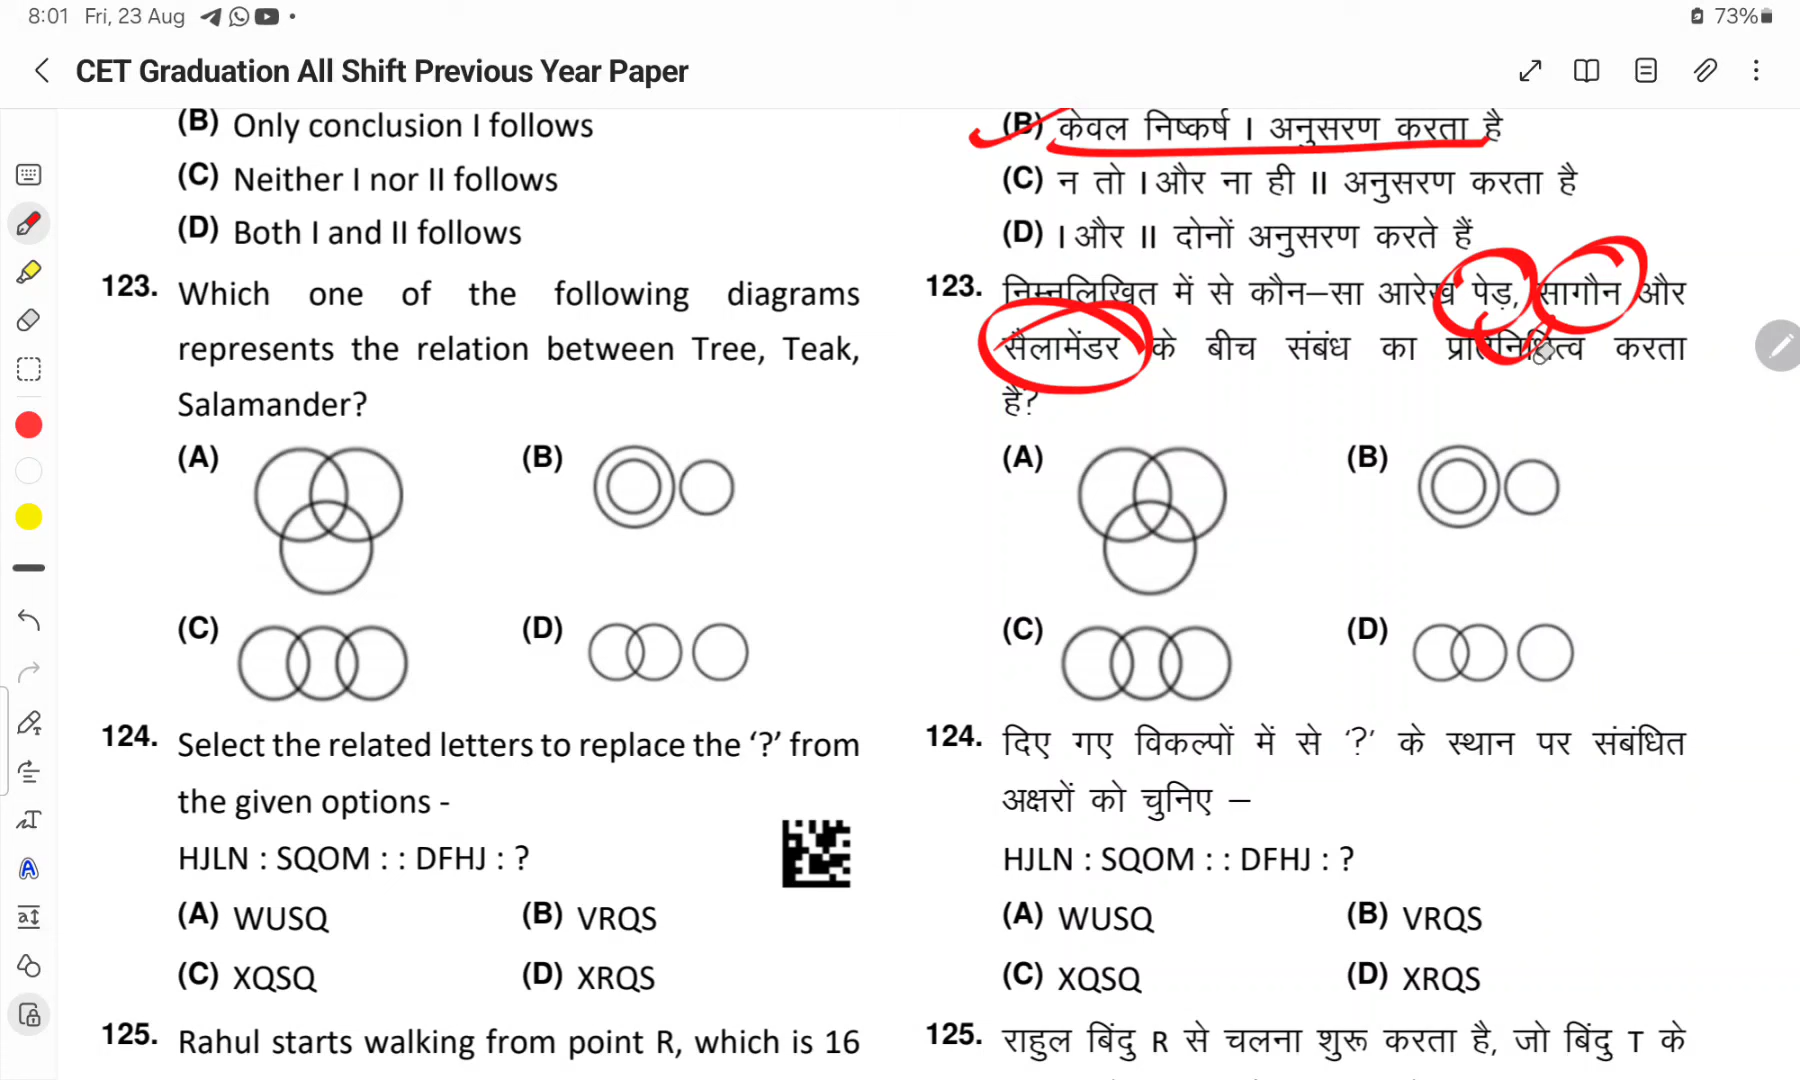 8:01 Fri, 23 Aug
73%
CET Graduation All Shift Previous Year Paper
(B) Only conclusion I follows
(C) Neither I nor II follows
(D) Both I and II follows
123. Which one of the following diagrams
represents the relation between Tree, Teak,
Salamander?
(A) (B)
(C) (D)
124. Select the related letters to replace the ‘?’ from
the given options -
HJLN : SQOM : : DFHJ : ?
(A) WUSQ (B) VRQS
(C) XQSQ (D) XRQS
125. Rahul starts walking from point R, which is 16
(B) केवल निष्कर्ष I अनुसरण करता है
(C) न तो I और ना ही II अनुसरण करता है
(D) I और II दोनों अनुसरण करते हैं
123. निम्नलिखित में से कौन–सा आरेख पेड़, सागौन और
सैलामेंडर के बीच संबंध का प्रतिनिधित्व करता
है?
(A) (B)
(C) (D)
124. दिए गए विकल्पों में से ‘?’ के स्थान पर संबंधित
अक्षरों को चुनिए –
HJLN : SQOM : : DFHJ : ?
(A) WUSQ (B) VRQS
(C) XQSQ (D) XRQS
125. राहुल बिंदु R से चलना शुरू करता है, जो बिंदु T के